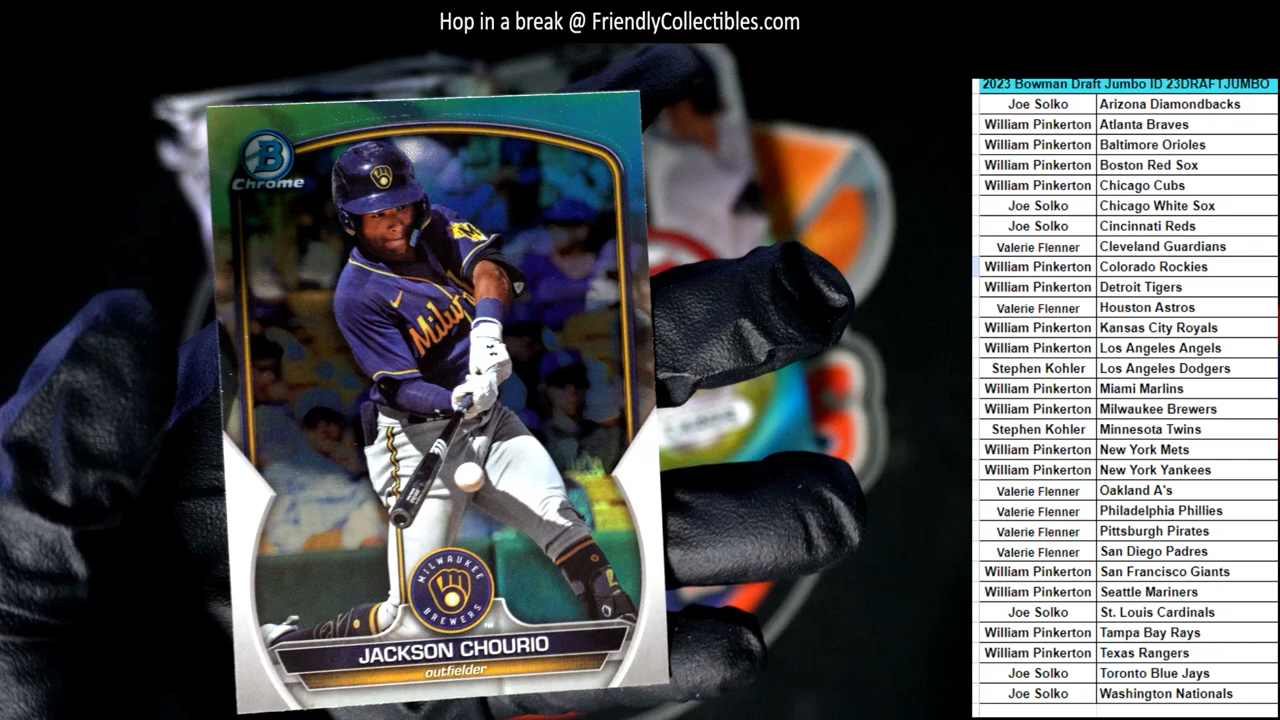 Hop in a break @ FriendlyCollectibles.com
B
Chrome
Milw
MILWAUKEE
BREWERS
TM
JACKSON CHOURIO
outfielder
2023 Bowman Draft Jumbo ID 23DRAFTJUMBO
Joe Solko Arizona Diamondbacks
William Pinkerton Atlanta Braves
William Pinkerton Baltimore Orioles
William Pinkerton Boston Red Sox
William Pinkerton Chicago Cubs
Joe Solko Chicago White Sox
Joe Solko Cincinnati Reds
Valerie Flenner Cleveland Guardians
William Pinkerton Colorado Rockies
William Pinkerton Detroit Tigers
Valerie Flenner Houston Astros
William Pinkerton Kansas City Royals
William Pinkerton Los Angeles Angels
Stephen Kohler Los Angeles Dodgers
William Pinkerton Miami Marlins
William Pinkerton Milwaukee Brewers
Stephen Kohler Minnesota Twins
William Pinkerton New York Mets
William Pinkerton New York Yankees
Valerie Flenner Oakland A's
Valerie Flenner Philadelphia Phillies
Valerie Flenner Pittsburgh Pirates
Valerie Flenner San Diego Padres
William Pinkerton San Francisco Giants
William Pinkerton Seattle Mariners
Joe Solko St. Louis Cardinals
William Pinkerton Tampa Bay Rays
William Pinkerton Texas Rangers
Joe Solko Toronto Blue Jays
Joe Solko Washington Nationals